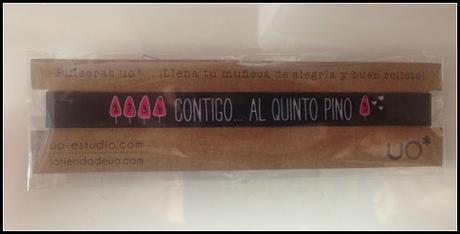 Pulseras uo* ¡Llena tu muñeca de alegría y buen rollete!
CONTIGO... AL QUINTO PINO
uo-estudio.com
latiendadeuo.com
UO*